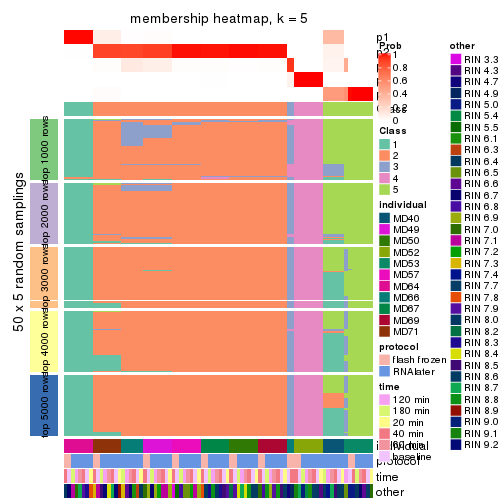 membership heatmap, k = 5
p1
p2
Prob
1
0.8
0.6
0.4
0.2
0
Class
1
2
3
4
5
individual
MD40
MD49
MD50
MD52
MD53
MD57
MD64
MD66
MD67
MD69
MD71
protocol
flash frozen
RNAlater
time
120 min
180 min
20 min
40 min
60 min
baseline
other
RIN 3.3
RIN 4.3
RIN 4.7
RIN 4.9
RIN 5.0
RIN 5.4
RIN 5.5
RIN 6.1
RIN 6.3
RIN 6.4
RIN 6.5
RIN 6.6
RIN 6.7
RIN 6.8
RIN 6.9
RIN 7.0
RIN 7.1
RIN 7.2
RIN 7.3
RIN 7.4
RIN 7.7
RIN 7.8
RIN 7.9
RIN 8.0
RIN 8.2
RIN 8.3
RIN 8.4
RIN 8.5
RIN 8.6
RIN 8.7
RIN 8.8
RIN 8.9
RIN 9.0
RIN 9.1
RIN 9.2
50 x 5 random samplings
top 1000 rows
top 2000 rows
top 3000 rows
top 4000 rows
top 5000 rows
individual
protocol
time
other